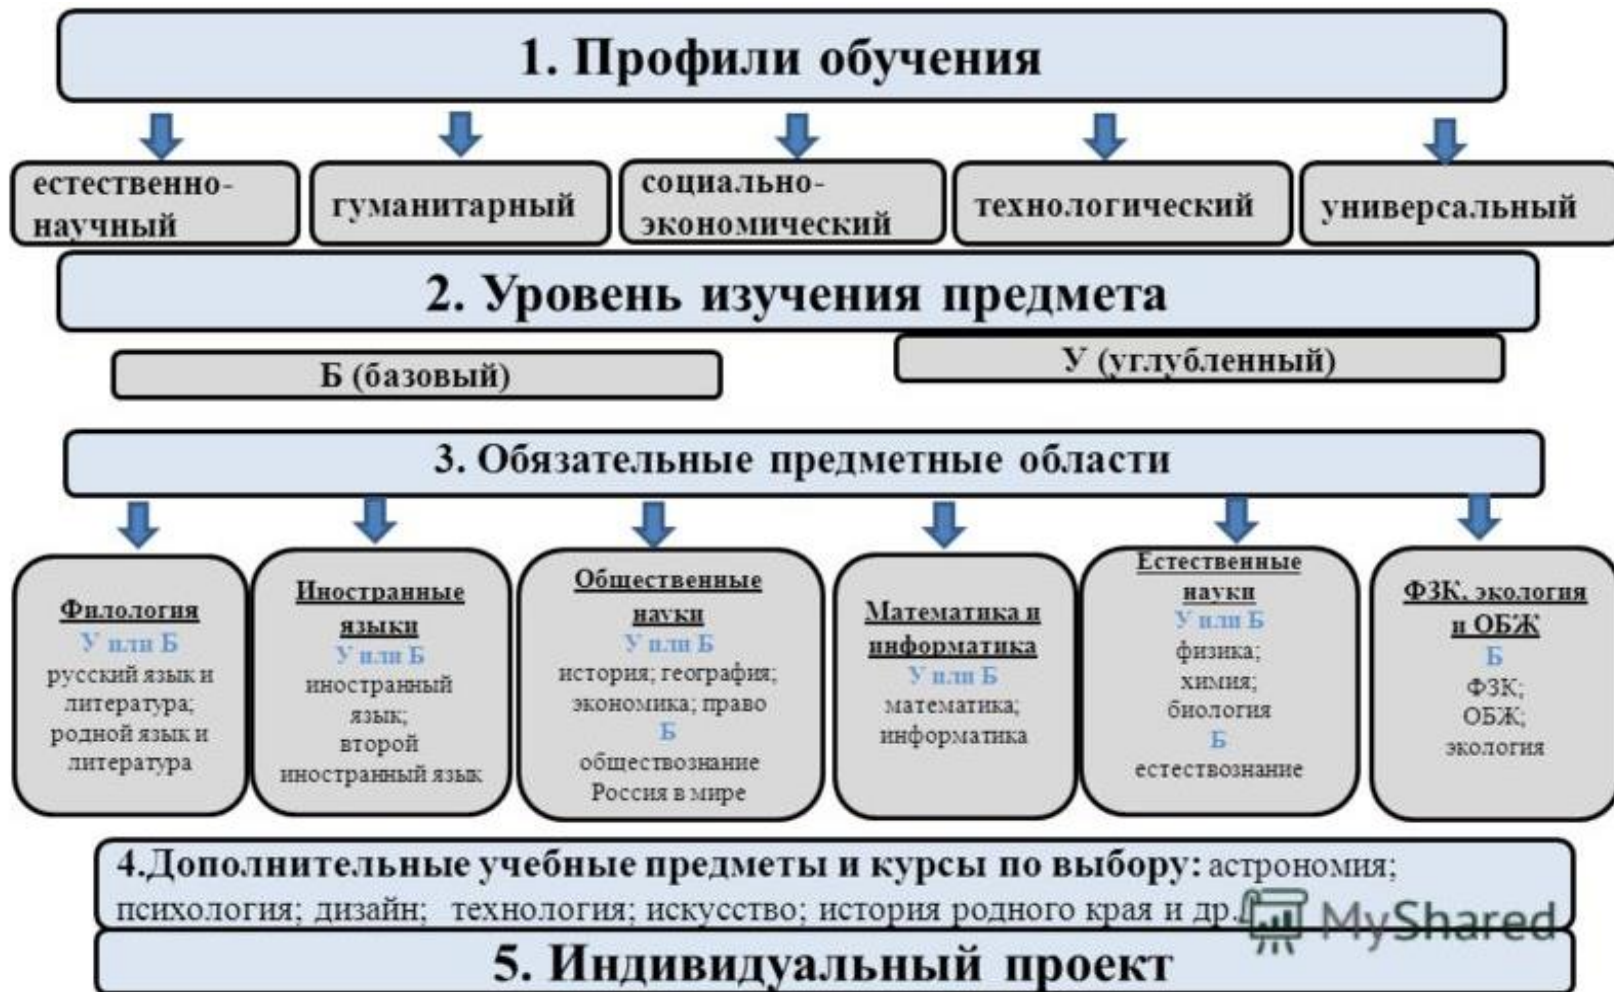 1. Профили обучения
естественно-
научный
гуманитарный
социально-
экономический
технологический
универсальный
2. Уровень изучения предмета
Б (базовый)
У (углубленный)
3. Обязательные предметные области
Филология
У или Б
русский язык и
литература;
родной язык и
литература
Иностранные
языки
У или Б
иностранный
язык;
второй
иностранный язык
Общественные
науки
У или Б
история; география;
экономика; право
Б
обществознание
Россия в мире
Математика и
информатика
У или Б
математика;
информатика
Естественные
науки
У или Б
физика;
химия;
биология
Б
естествознание
ФЗК, экология
и ОБЖ
Б
ФЗК;
ОБЖ;
экология
4.Дополнительные учебные предметы и курсы по выбору: астрономия;
психология; дизайн; технология; искусство; история родного края и др.
MyShared
5. Индивидуальный проект